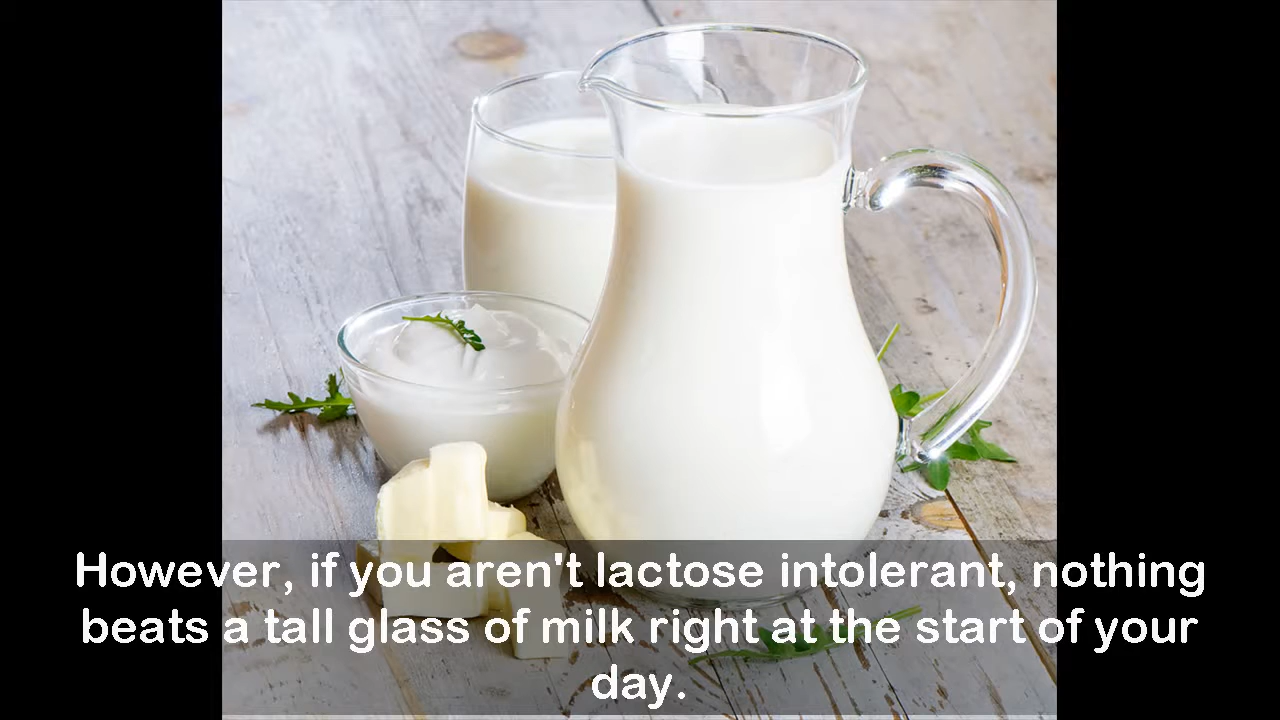 However, if you aren't lactose intolerant, nothing
beats a tall glass of milk right at the start of your
day.